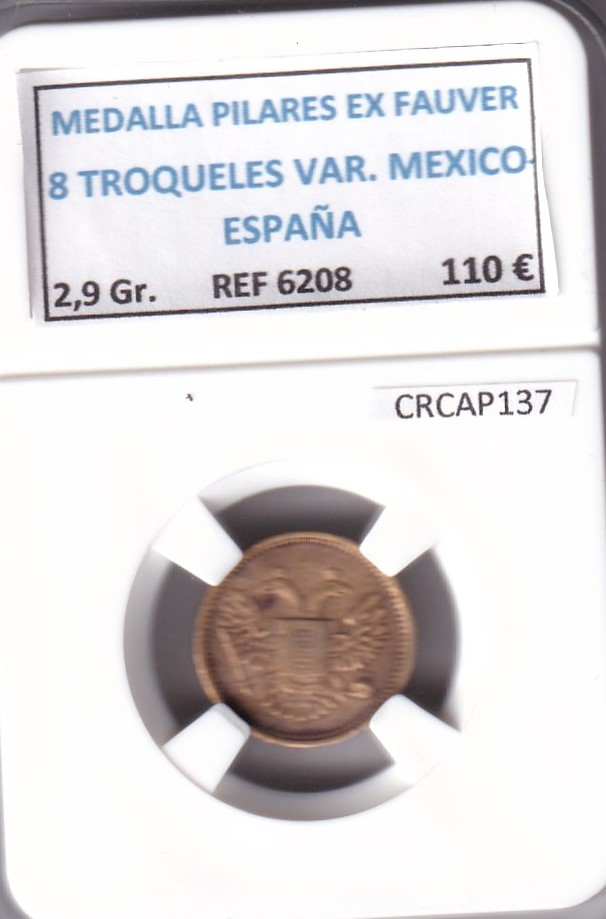 MEDALLA PILARES EX FAUVER
8 TROQUELES VAR. MEXICO-
ESPAÑA
2,9 Gr. REF 6208 110 €
CRCAP137